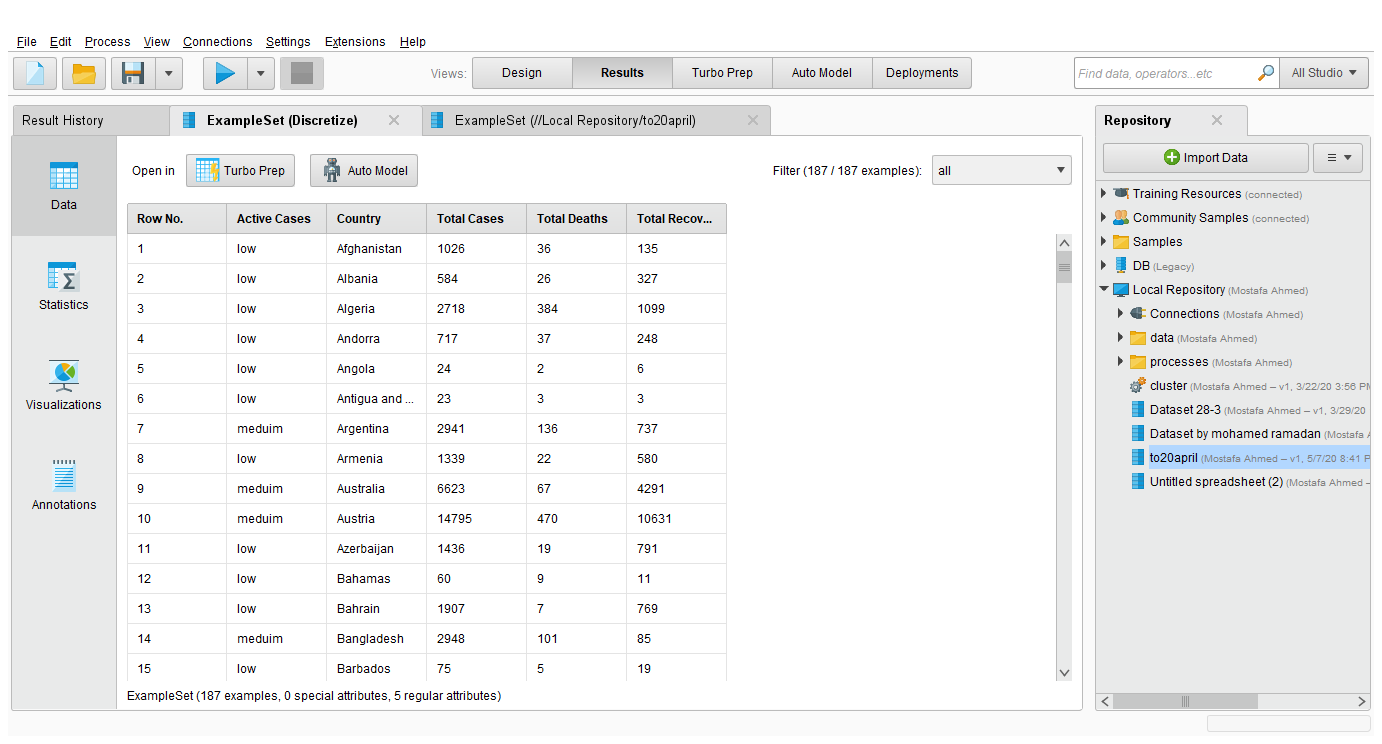 File Edit Process View Connections Settings Extensions Help
Views: Design Results Turbo Prep Auto Model Deployments Find data, operators...etc All Studio
Result History ExampleSet (Discretize) ExampleSet (//Local Repository/to20april) Repository
Open in Turbo Prep Auto Model Filter (187 / 187 examples): all
Data
Statistics
Visualizations
Annotations
Row No. Active Cases Country Total Cases Total Deaths Total Recov...
1 low Afghanistan 1026 36 135
2 low Albania 584 26 327
3 low Algeria 2718 384 1099
4 low Andorra 717 37 248
5 low Angola 24 2 6
6 low Antigua and ... 23 3 3
7 meduim Argentina 2941 136 737
8 low Armenia 1339 22 580
9 meduim Australia 6623 67 4291
10 meduim Austria 14795 470 10631
11 low Azerbaijan 1436 19 791
12 low Bahamas 60 9 11
13 low Bahrain 1907 7 769
14 meduim Bangladesh 2948 101 85
15 low Barbados 75 5 19
ExampleSet (187 examples, 0 special attributes, 5 regular attributes)
Import Data
Training Resources (connected)
Community Samples (connected)
Samples
DB (Legacy)
Local Repository (Mostafa Ahmed)
Connections (Mostafa Ahmed)
data (Mostafa Ahmed)
processes (Mostafa Ahmed)
cluster (Mostafa Ahmed – v1, 3/22/20 3:56
Dataset 28-3 (Mostafa Ahmed – v1, 3/29/20
Dataset by mohamed ramadan (Mostafa
to20april (Mostafa Ahmed – v1, 5/7/20 8:41
Untitled spreadsheet (2) (Mostafa Ahmed –